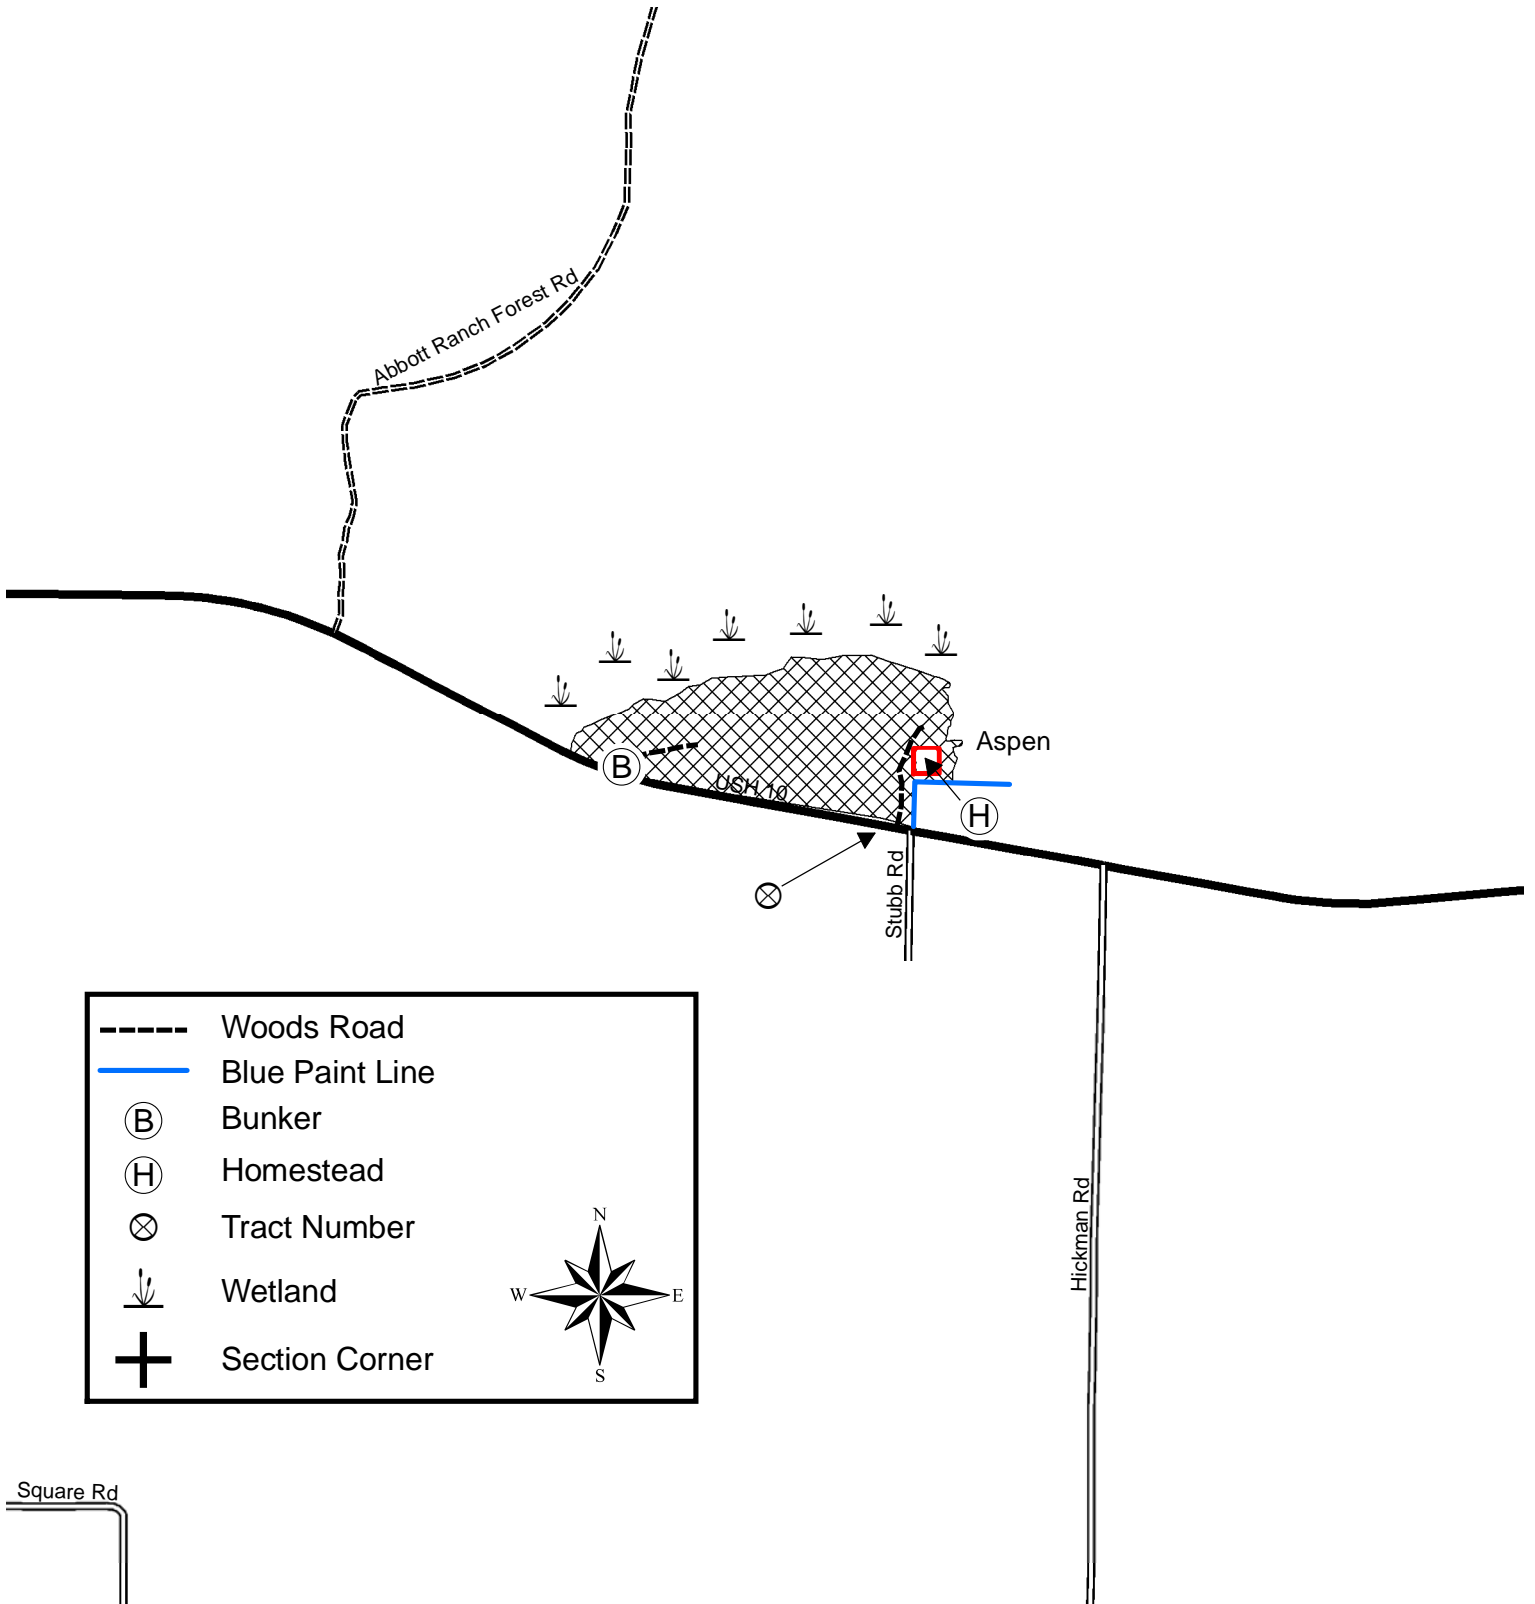 Abbott Ranch Forest Rd
Aspen
B
USH 10
H
Stubb Rd
Woods Road
Blue Paint Line
B Bunker
H Homestead
Tract Number
Wetland
Section Corner
N
W E
S
Hickman Rd
Square Rd